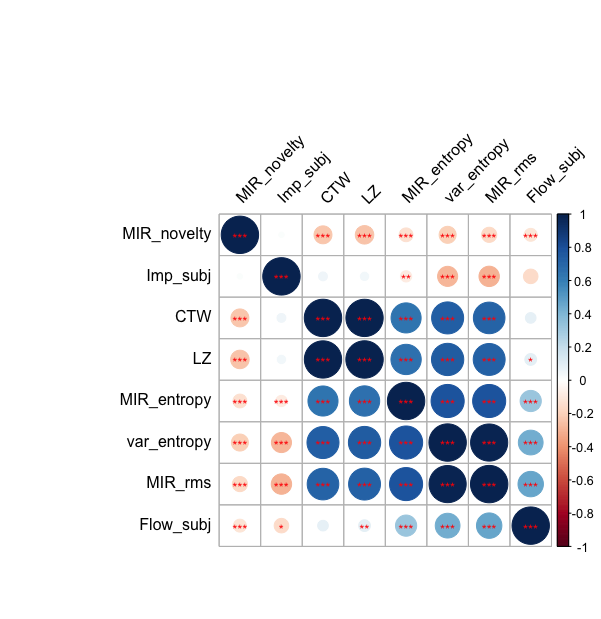 MIR_novelty
Imp_subj
CTW
LZ
MIR_entropy
var_entropy
MIR_rms
Flow_subj
MIR_novelty *** *** *** *** *** *** ***
Imp_subj *** ** *** ***
CTW *** *** *** *** *** ***
LZ *** *** *** *** *** *** *
MIR_entropy *** *** *** *** *** *** *** ***
var_entropy *** *** *** *** *** *** *** ***
MIR_rms *** *** *** *** *** *** *** ***
Flow_subj *** * ** *** *** *** ***
1
0.8
0.6
0.4
0.2
0
-0.2
-0.4
-0.6
-0.8
-1